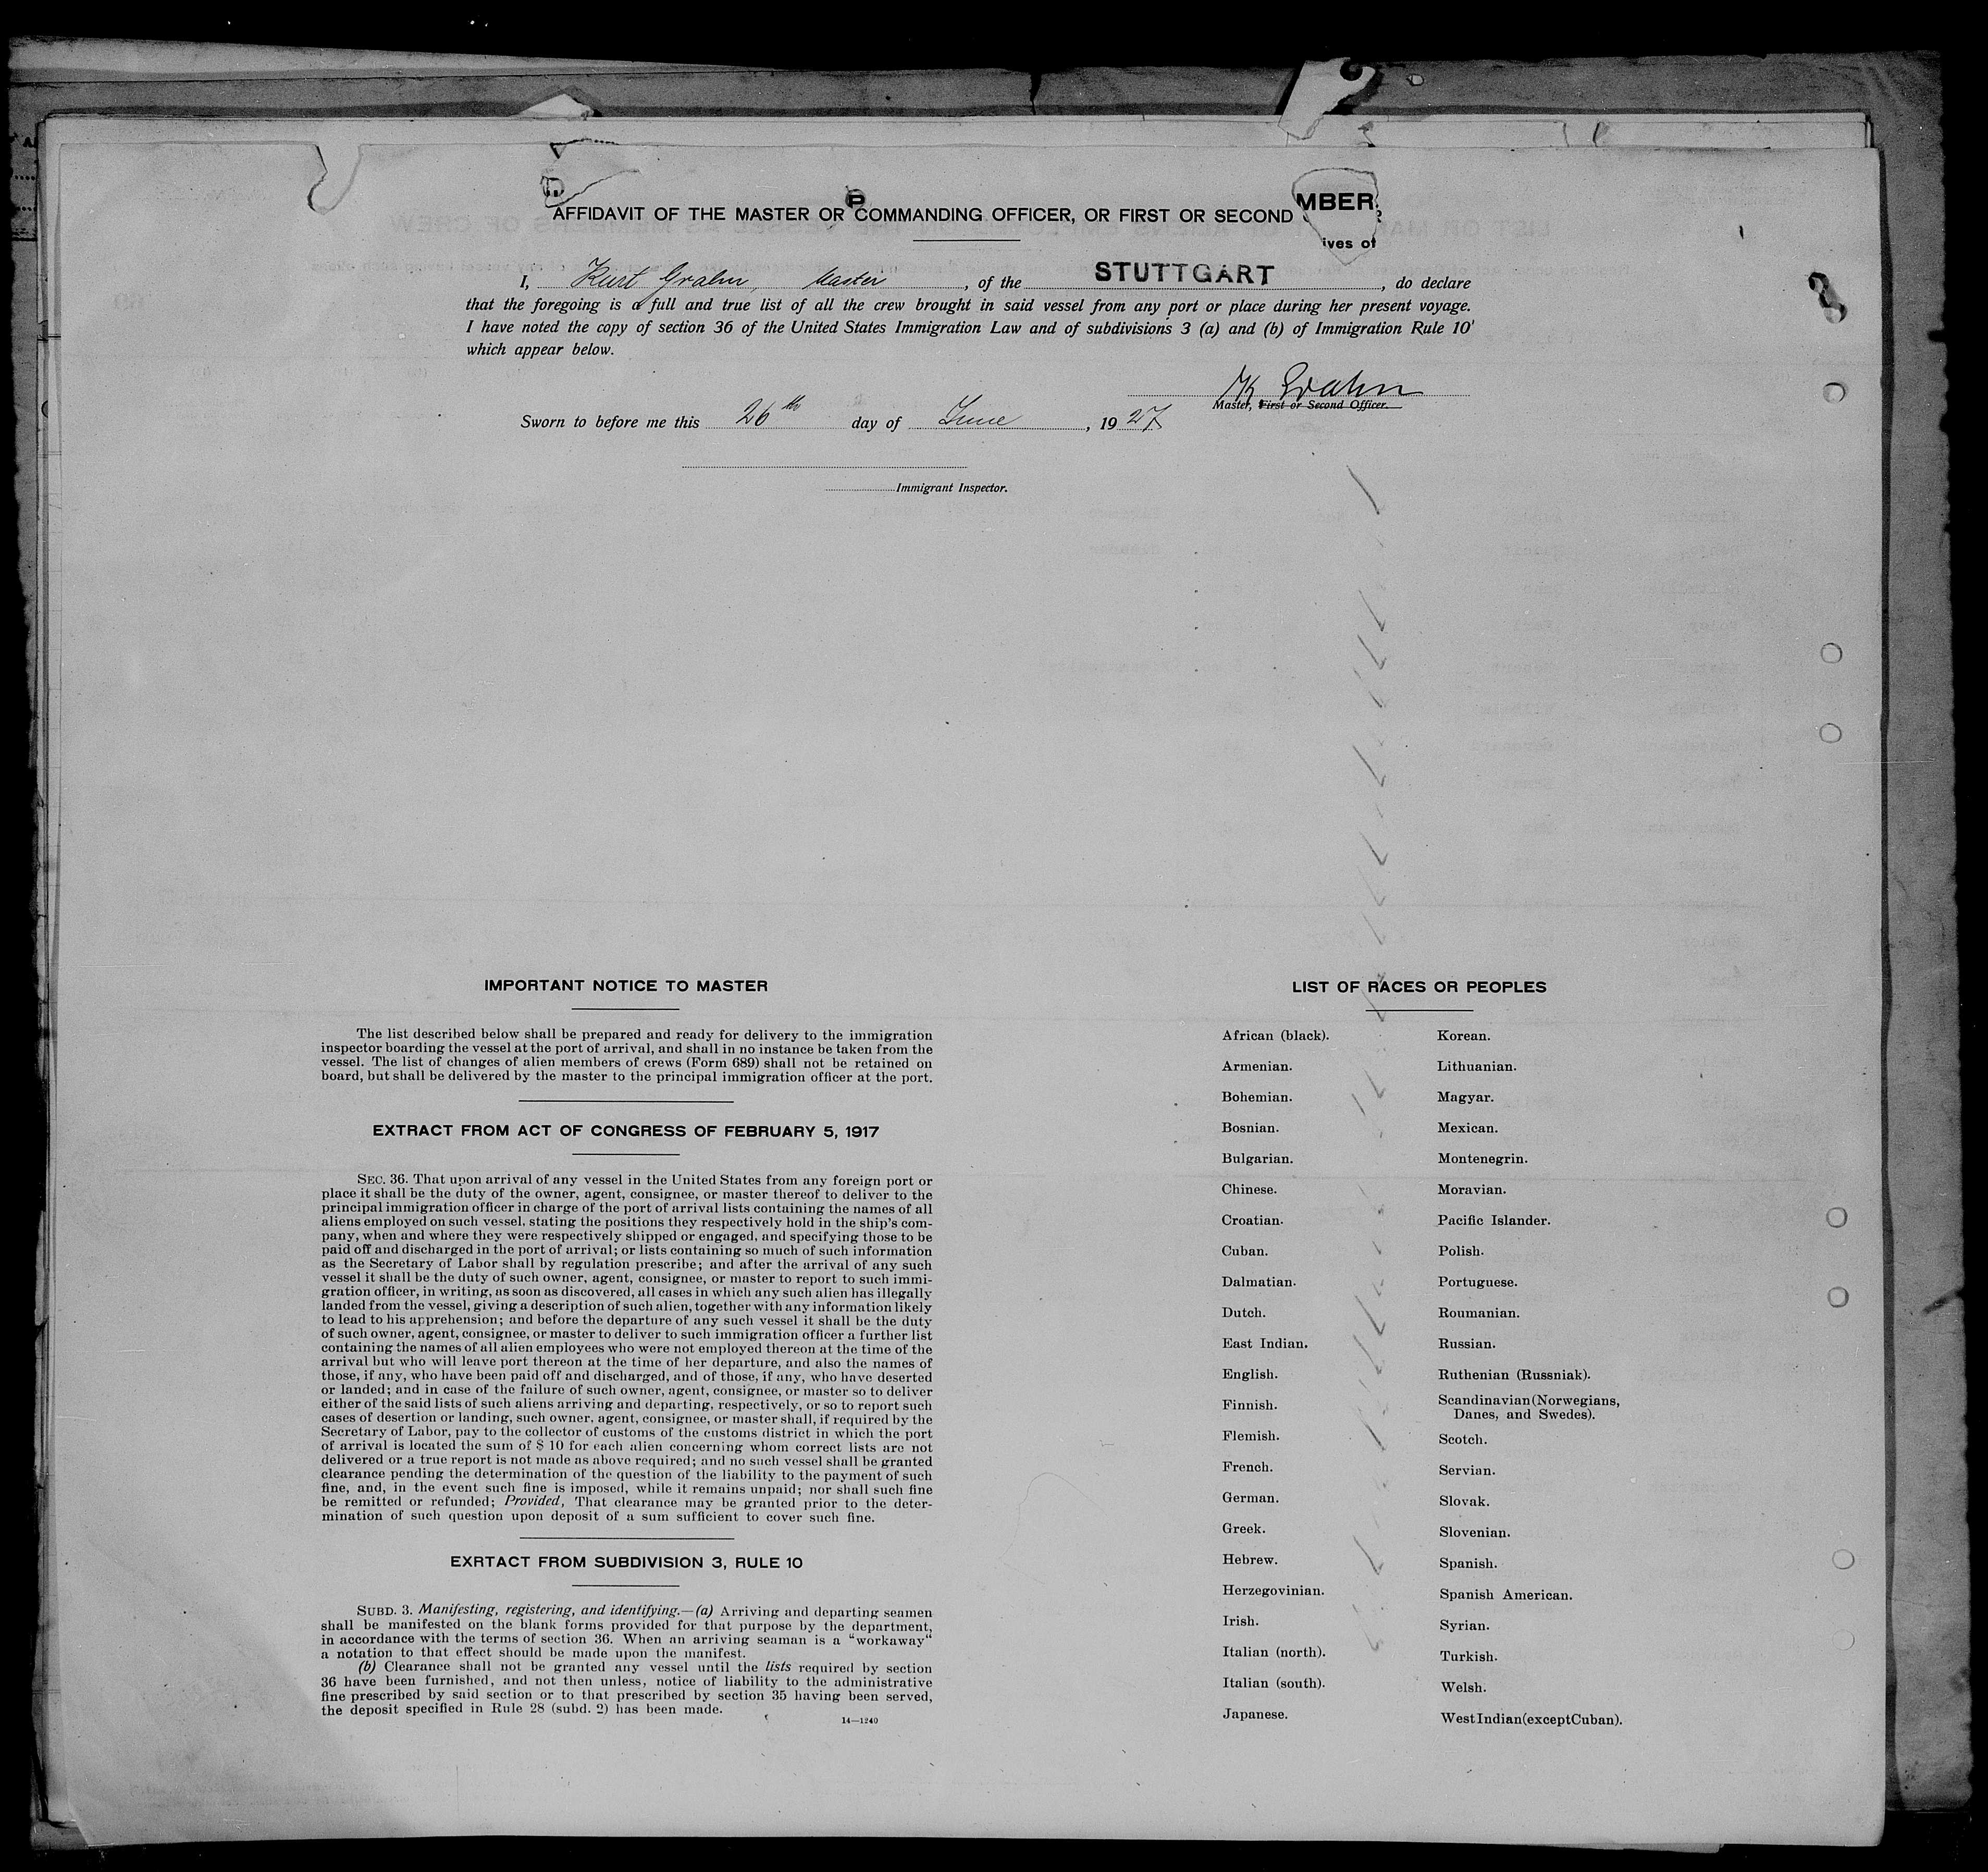 AFFIDAVIT OF THE MASTER OR COMMANDING OFFICER, OR FIRST OR SECOND
MBER,
ives of
I, Kurt Grahn, Master, of the STUTTGART, do declare
that the foregoing is a full and true list of all the crew brought in said vessel from any port or place during her present voyage.
I have noted the copy of section 36 of the United States Immigration Law and of subdivisions 3 (a) and (b) of Immigration Rule 10
which appear below.
K Grahn
Master, First or Second Officer.
Sworn to before me this 26th day of June, 1927
Immigrant Inspector.
IMPORTANT NOTICE TO MASTER
The list described below shall be prepared and ready for delivery to the immigration
inspector boarding the vessel at the port of arrival, and shall in no instance be taken from the
vessel. The list of changes of alien members of crews (Form 689) shall not be retained on
board, but shall be delivered by the master to the principal immigration officer at the port.
EXTRACT FROM ACT OF CONGRESS OF FEBRUARY 5, 1917
SEC. 36. That upon arrival of any vessel in the United States from any foreign port or
place it shall be the duty of the owner, agent, consignee, or master thereof to deliver to the
principal immigration officer in charge of the port of arrival lists containing the names of all
aliens employed on such vessel, stating the positions they respectively hold in the ship's com-
pany, when and where they were respectively shipped or engaged, and specifying those to be
paid off and discharged in the port of arrival; or lists containing so much of such information
as the Secretary of Labor shall by regulation prescribe; and after the arrival of any such
vessel it shall be the duty of such owner, agent, consignee, or master to report to such immi-
gration officer, in writing, as soon as discovered, all cases in which any such alien has illegally
landed from the vessel, giving a description of such alien, together with any information likely
to lead to his apprehension; and before the departure of any such vessel it shall be the duty
of such owner, agent, consignee, or master to deliver to such immigration officer a further list
containing the names of all alien employees who were not employed thereon at the time of the
arrival but who will leave port thereon at the time of her departure, and also the names of
those, if any, who have been paid off and discharged, and of those, if any, who have deserted
or landed; and in case of the failure of such owner, agent, consignee, or master so to deliver
either of the said lists of such aliens arriving and departing, respectively, or so to report such
cases of desertion or landing, such owner, agent, consignee, or master shall, if required by the
Secretary of Labor, pay to the collector of customs of the customs district in which the port
of arrival is located the sum of $ 10 for each alien concerning whom correct lists are not
delivered or a true report is not made as above required; and no such vessel shall be granted
clearance pending the determination of the question of the liability to the payment of such
fine, and, in the event such fine is imposed, while it remains unpaid; nor shall such fine
be remitted or refunded; Provided, That clearance may be granted prior to the deter-
mination of such question upon deposit of a sum sufficient to cover such fine.
EXRTACT FROM SUBDIVISION 3, RULE 10
SUBD. 3. Manifesting, registering, and identifying.—(a) Arriving and departing seamen
shall be manifested on the blank forms provided for that purpose by the department,
in accordance with the terms of section 36. When an arriving seaman is a “workaway“
a notation to that effect should be made upon the manifest.
(b) Clearance shall not be granted any vessel until the lists required by section
36 have been furnished, and not then unless, notice of liability to the administrative
fine prescribed by said section or to that prescribed by section 35 having been served,
the deposit specified in Rule 28 (subd. 2) has been made.
14—1240
LIST OF RACES OR PEOPLES
African (black).
Armenian.
Bohemian.
Bosnian.
Bulgarian.
Chinese.
Croatian.
Cuban.
Dalmatian.
Dutch.
East Indian.
English.
Finnish.
Flemish.
French.
German.
Greek.
Hebrew.
Herzegovinian.
Irish.
Italian (north).
Italian (south).
Japanese.
Korean.
Lithuanian.
Magyar.
Mexican.
Montenegrin.
Moravian.
Pacific Islander.
Polish.
Portuguese.
Roumanian.
Russian.
Ruthenian (Russniak).
Scandinavian (Norwegians,
Danes, and Swedes).
Scotch.
Servian.
Slovak.
Slovenian.
Spanish.
Spanish American.
Syrian.
Turkish.
Welsh.
West Indian (except Cuban).